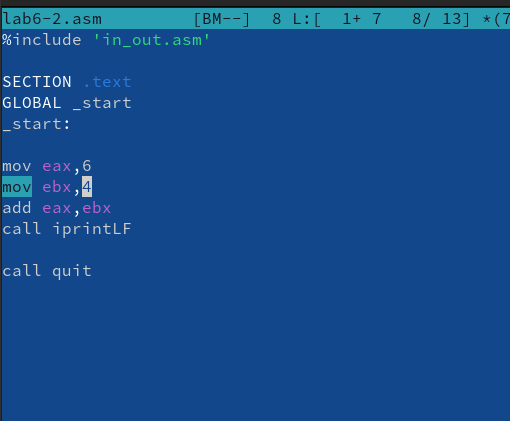 lab6-2.asm [BM--] 8 L:[ 1+ 7 8/ 13] *(7
%include 'in_out.asm'
SECTION .text
GLOBAL _start
_start:
mov eax,6
mov ebx,4
add eax,ebx
call iprintLF
call quit